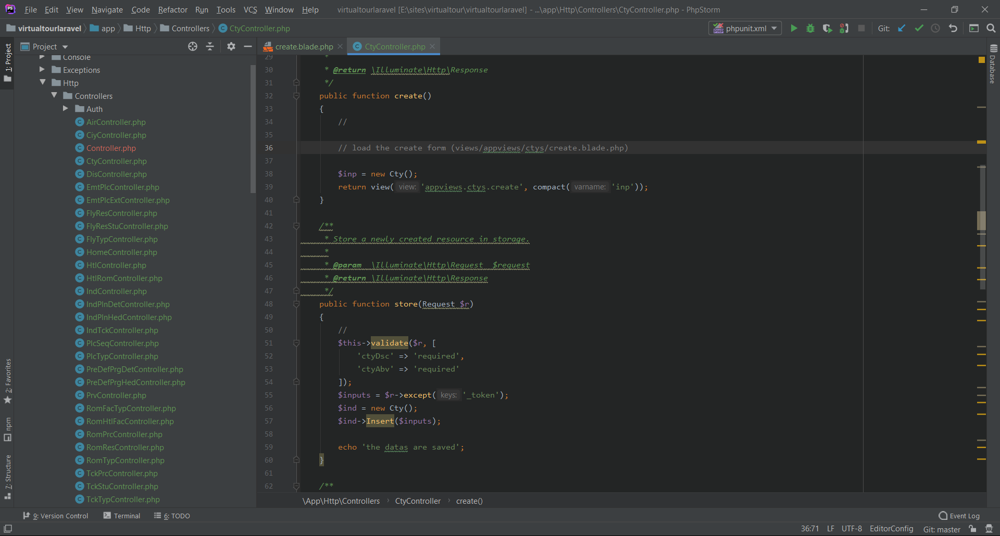 PS File Edit View Navigate Code Refactor Run Tools VCS Window Help virtualtourlaravel [E:\sites\virtualtour\virtualtourlaravel] - ...\app\Http\Controllers\CtyController.php - PhpStorm
virtualtourlaravel app Http Controllers CtyController.php phpunit.xml Git:
Project
create.blade.php CtyController.php
1: Project
2: Favorites
npm
7: Structure
Console
Exceptions
Http
Controllers
Auth
AirController.php
CiyController.php
Controller.php
CtyController.php
DisController.php
EmtPlcController.php
EmtPlcExtController.php
FlyResController.php
FlyResStuController.php
FlyTypController.php
HomeController.php
HtlController.php
HtlRomController.php
IndController.php
IndPlnDetController.php
IndPlnHedController.php
IndTckController.php
PlcSeqController.php
PlcTypController.php
PreDefPrgDetController.php
PreDefPrgHedController.php
PrvController.php
RomFacTypController.php
RomHtlFacController.php
RomPrcController.php
RomResController.php
RomTypController.php
TckPrcController.php
TckStuController.php
TckTypController.php
29 *
30 * @return \Illuminate\Http\Response
31 */
32 public function create()
33 {
34 //
35
36 // load the create form (views/appviews/ctys/create.blade.php)
37
38 $inp = new Cty();
39 return view( view: 'appviews.ctys.create', compact( varname: 'inp'));
40 }
41
42 /**
43 * Store a newly created resource in storage.
44 *
45 * @param \Illuminate\Http\Request $request
46 * @return \Illuminate\Http\Response
47 */
48 public function store(Request $r)
49 {
50 //
51 $this->validate($r, [
52 'ctyDsc' => 'required',
53 'ctyAbv' => 'required'
54 ]);
55 $inputs = $r->except( keys: '_token');
56 $ind = new Cty();
57 $ind->Insert($inputs);
58
59 echo 'the datas are saved';
60 }
61
62 /**
Database
\App\Http\Controllers › CtyController › create()
9: Version Control Terminal 6: TODO Event Log
36:71 LF UTF-8 EditorConfig Git: master